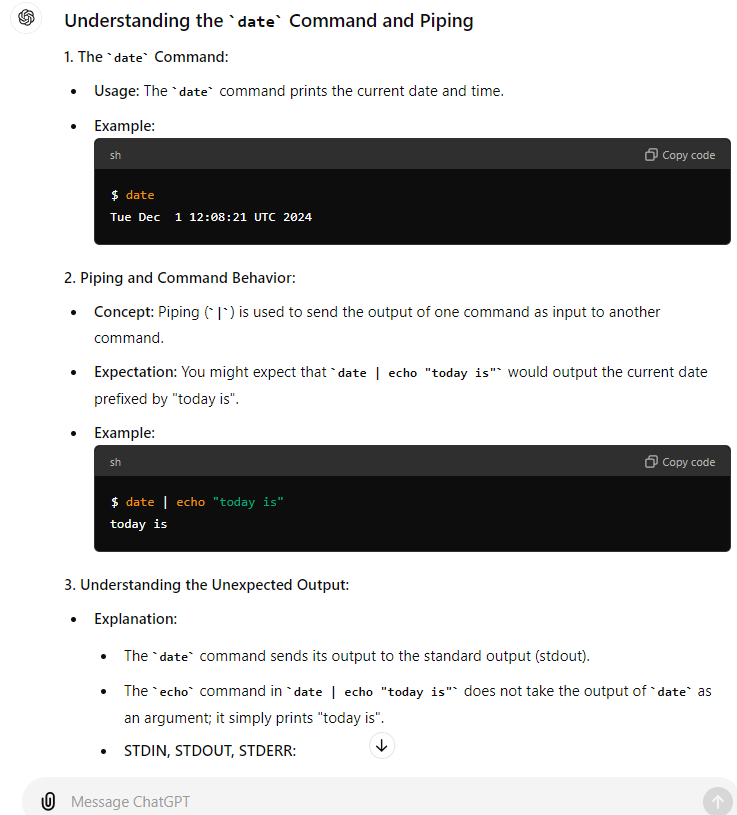 Understanding the `date` Command and Piping
1. The `date` Command:
Usage: The `date` command prints the current date and time.
Example:
sh
Copy code
$ date
Tue Dec  1 12:08:21 UTC 2024
2. Piping and Command Behavior:
Concept: Piping (`|`) is used to send the output of one command as input to another
command.
Expectation: You might expect that `date | echo "today is"` would output the current date
prefixed by "today is".
Example:
sh
Copy code
$ date | echo "today is"
today is
3. Understanding the Unexpected Output:
Explanation:
The `date` command sends its output to the standard output (stdout).
The `echo` command in `date | echo "today is"` does not take the output of `date` as
an argument; it simply prints "today is".
STDIN, STDOUT, STDERR:
Message ChatGPT